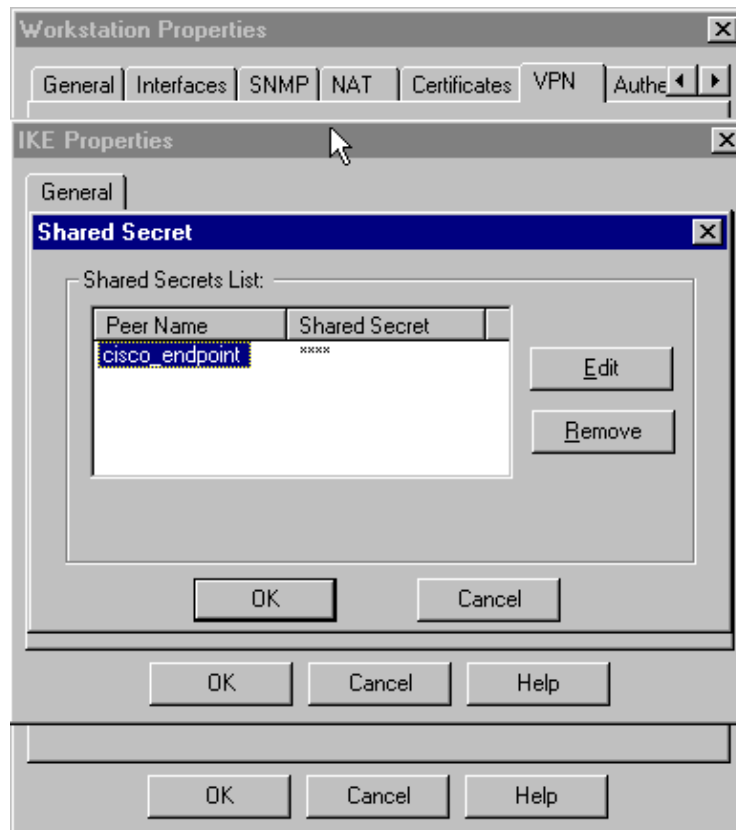 Workstation Properties
General Interfaces SNMP NAT Certificates VPN Authe
IKE Properties
General
Shared Secret
Shared Secrets List:
Peer Name Shared Secret
cisco_endpoint ****
Edit
Remove
OK Cancel
OK Cancel Help
OK Cancel Help